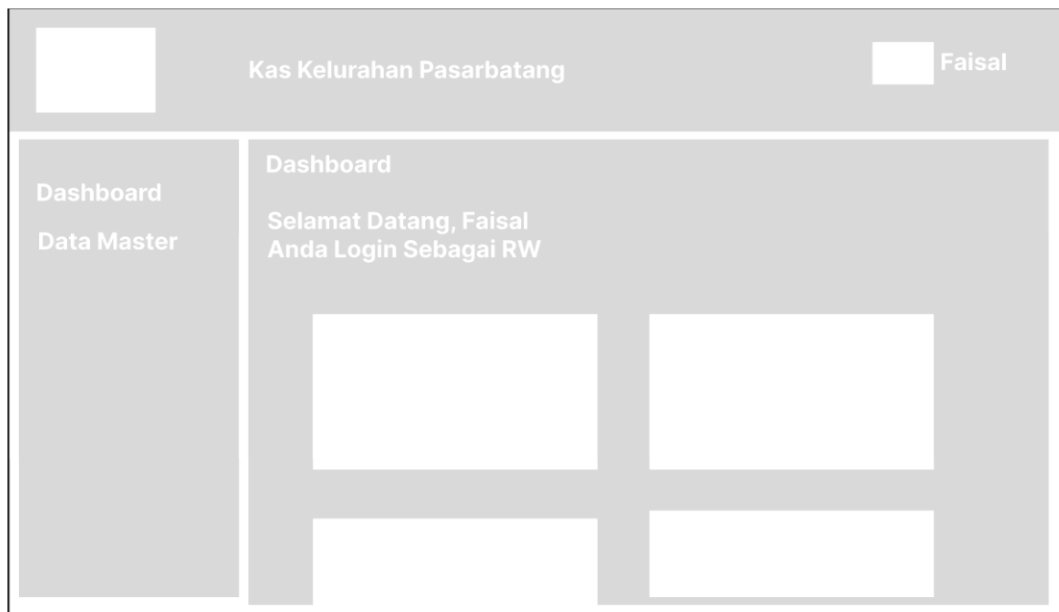 Kas Kelurahan Pasarbatang
Faisal
Dashboard
Data Master
Dashboard
Selamat Datang, Faisal
Anda Login Sebagai RW